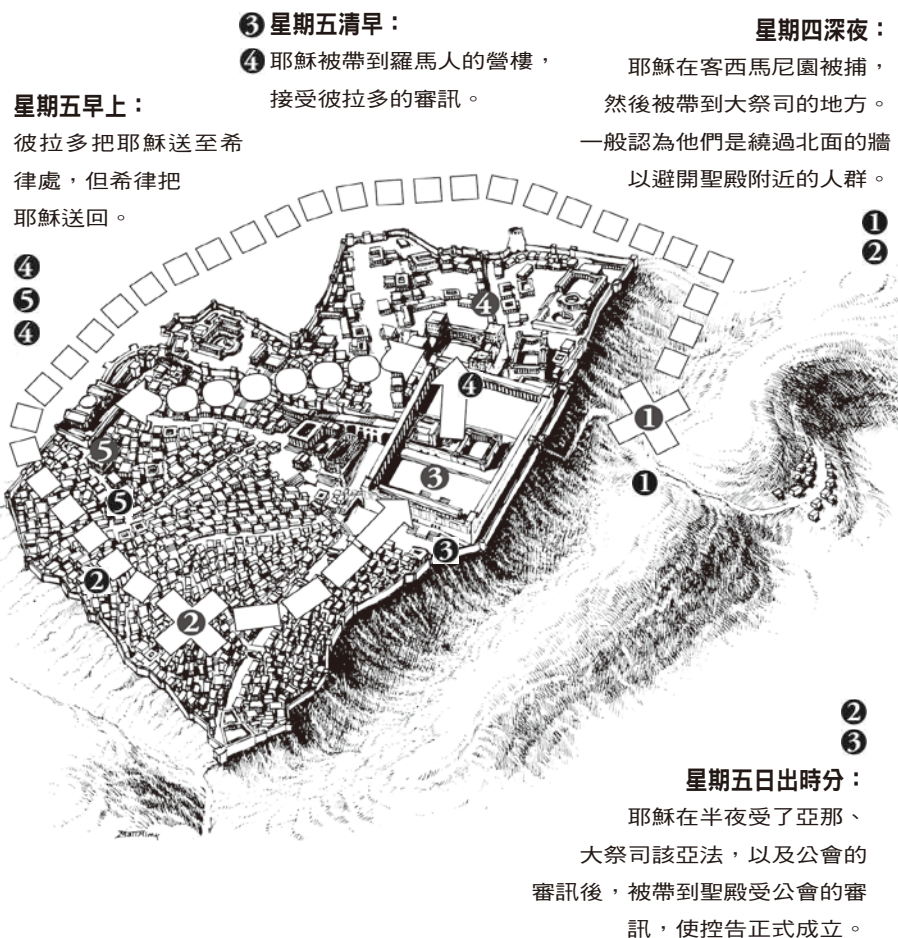 ❸ 星期五清早：
❹ 耶穌被帶到羅馬人的營樓，
接受彼拉多的審訊。
星期四深夜：
耶穌在客西馬尼園被捕，
然後被帶到大祭司的地方。
一般認為他們是繞過北面的牆
以避開聖殿附近的人群。
❶
❷
星期五早上：
彼拉多把耶穌送至希
律處，但希律把
耶穌送回。
❹
❺
❹
❹
❹
❶
❺
❸
❶
❺
❸
❷
❷
❷
❸
星期五日出時分：
耶穌在半夜受了亞那、
大祭司該亞法，以及公會的
審訊後，被帶到聖殿受公會的審
訊，使控告正式成立。